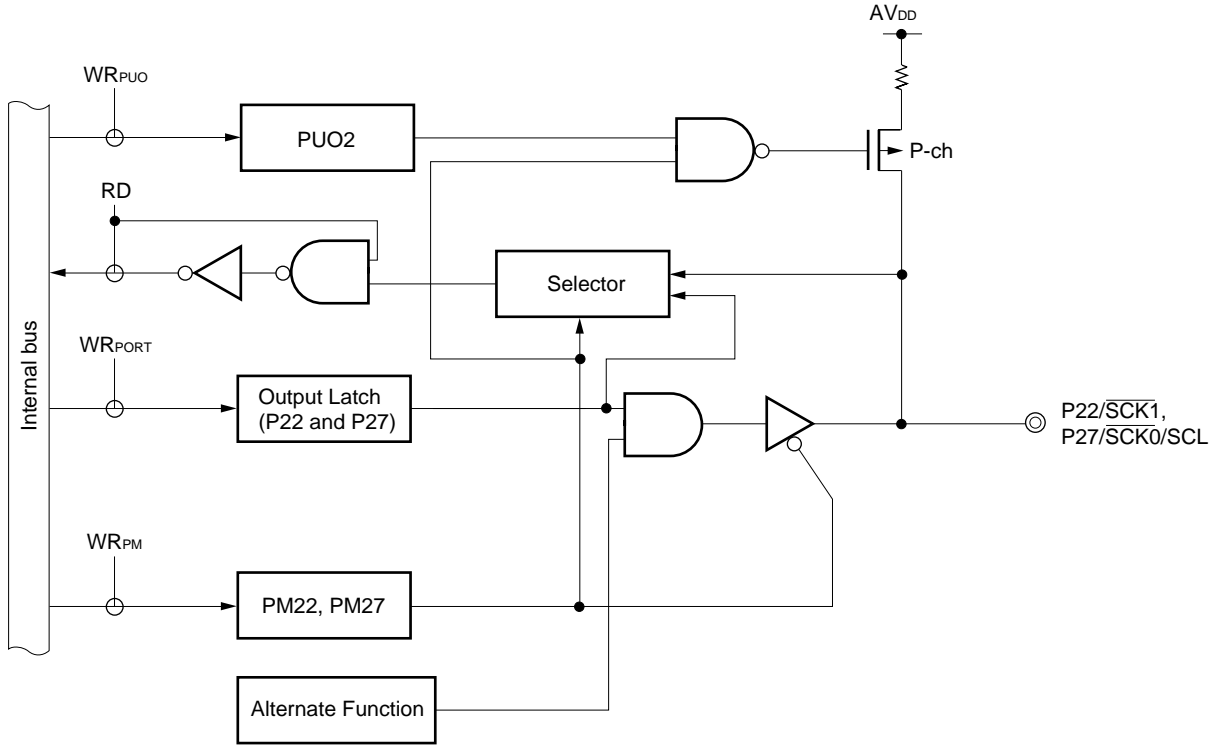 AVDD
WRPUO
PUO2
P-ch
RD
Selector
Internal bus
WRPORT
Output Latch
(P22 and P27)
P22/SCK1,
P27/SCK0/SCL
WRPM
PM22, PM27
Alternate Function